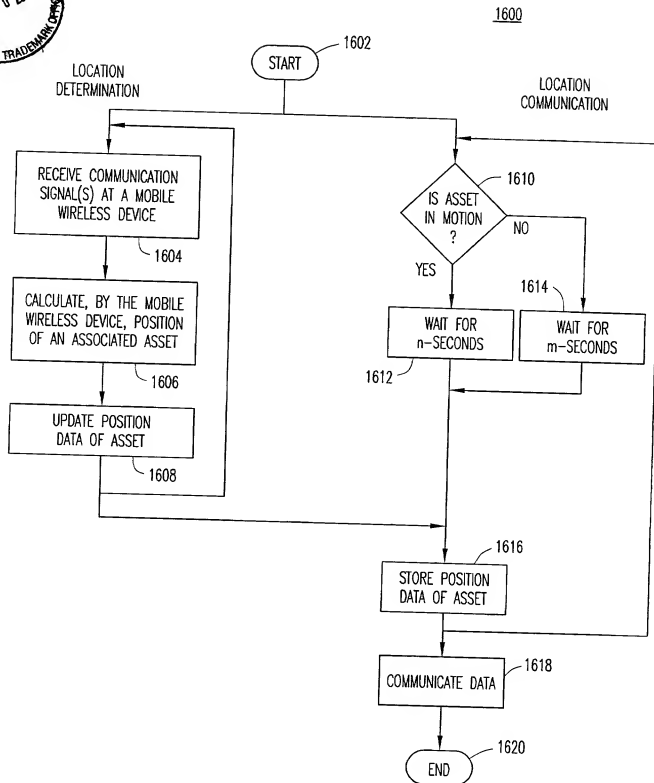 1600
TRADEMARK OFFICE
START
1602
LOCATION
DETERMINATION
LOCATION
COMMUNICATION
RECEIVE COMMUNICATION
SIGNAL(S) AT A MOBILE
WIRELESS DEVICE
1604
CALCULATE, BY THE MOBILE
WIRELESS DEVICE, POSITION
OF AN ASSOCIATED ASSET
1606
UPDATE POSITION
DATA OF ASSET
1608
IS ASSET
IN MOTION
?
1610
YES
NO
WAIT FOR
n-SECONDS
1612
1614
WAIT FOR
m-SECONDS
STORE POSITION
DATA OF ASSET
1616
COMMUNICATE DATA
1618
END
1620